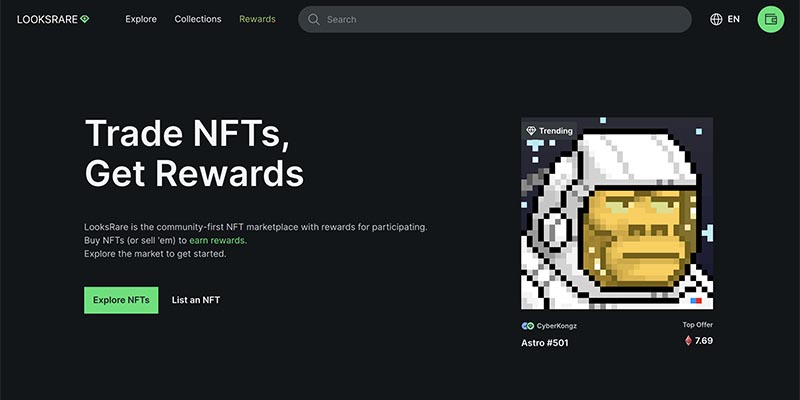 LOOKSRARE
Explore
Collections
Rewards
Search
EN
Trade NFTs,
Get Rewards
LooksRare is the community-first NFT marketplace with rewards for participating.
Buy NFTs (or sell 'em) to earn rewards.
Explore the market to get started.
Explore NFTs
List an NFT
Trending
CyberKongz
Top Offer
Astro #501
7.69